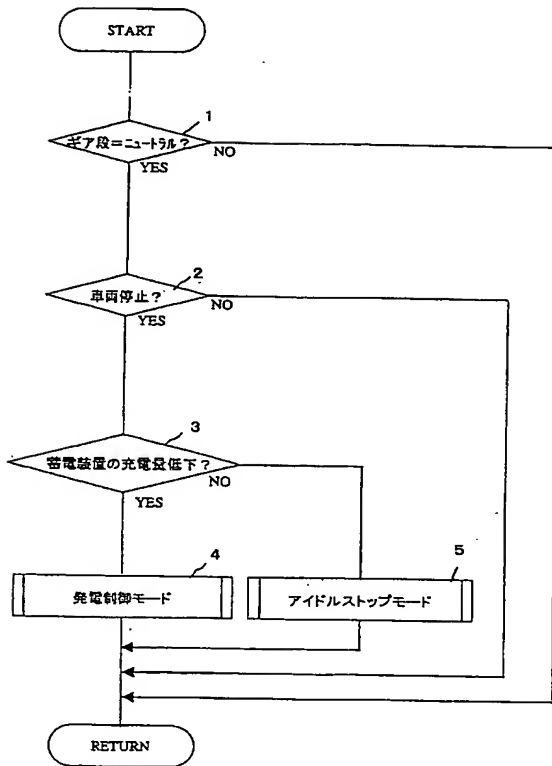 START
1
ギア段=ニュートラル?
NO
YES
2
車両停止?
NO
YES
3
蓄電装置の充電量低下?
NO
YES
4
発電制御モード
5
アイドルストップモード
RETURN